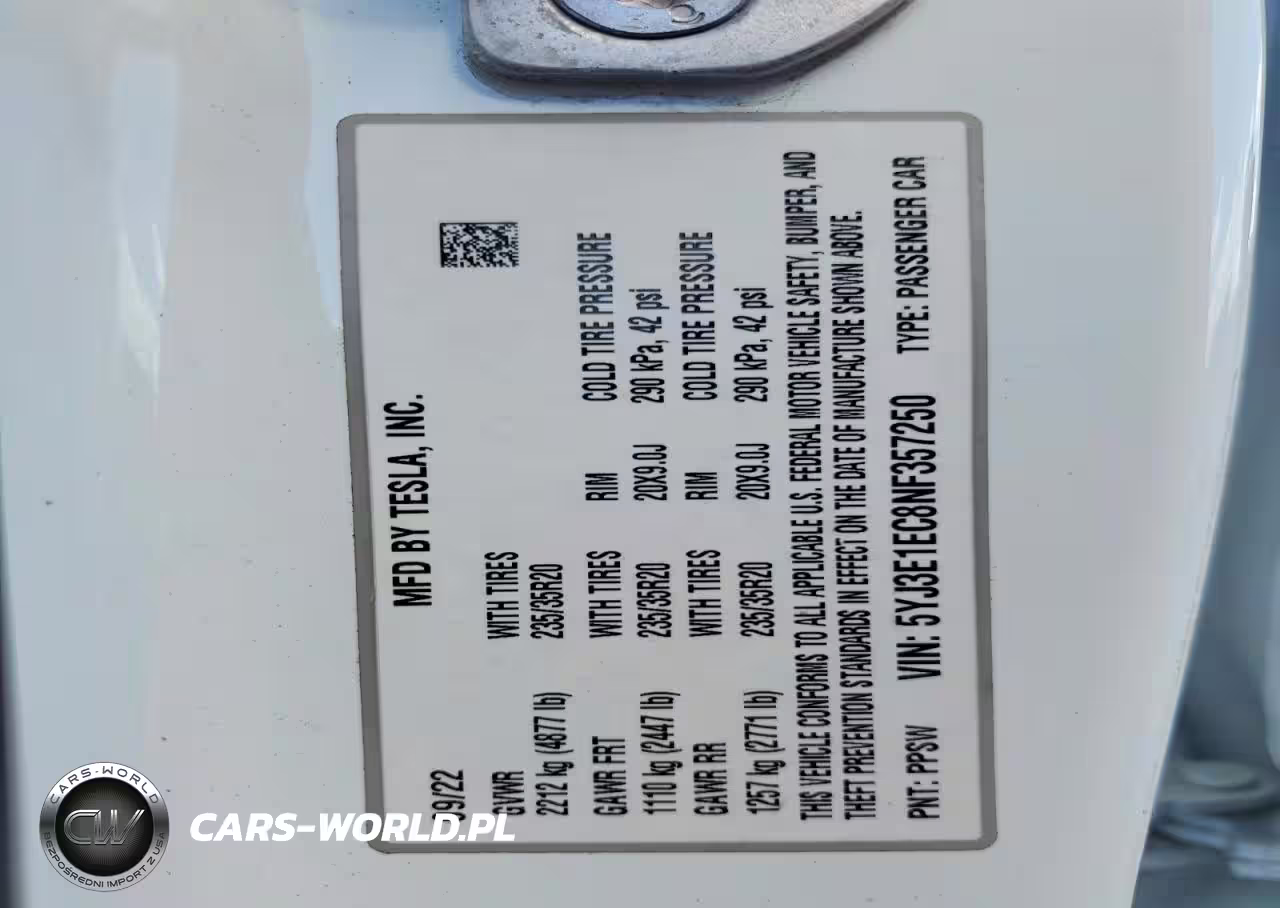 MFD BY TESLA, INC.
09/22
GVWR WITH TIRES
2212 kg (4877 lb) 235/35R20
GAWR FRT WITH TIRES RIM COLD TIRE PRESSURE
1110 kg (2447 lb) 235/35R20 20X9.0J 290 kPa, 42 psi
GAWR RR WITH TIRES RIM COLD TIRE PRESSURE
1257 kg (2771 lb) 235/35R20 20X9.0J 290 kPa, 42 psi
THIS VEHICLE CONFORMS TO ALL APPLICABLE U.S. FEDERAL MOTOR VEHICLE SAFETY, BUMPER, AND
THEFT PREVENTION STANDARDS IN EFFECT ON THE DATE OF MANUFACTURE SHOWN ABOVE.
PNT: PPSW VIN: 5YJ3E1EC8NF357250 TYPE: PASSENGER CAR
CARS-WORLD
CW
BEZPOŚREDNI IMPORT Z USA
CARS-WORLD.PL